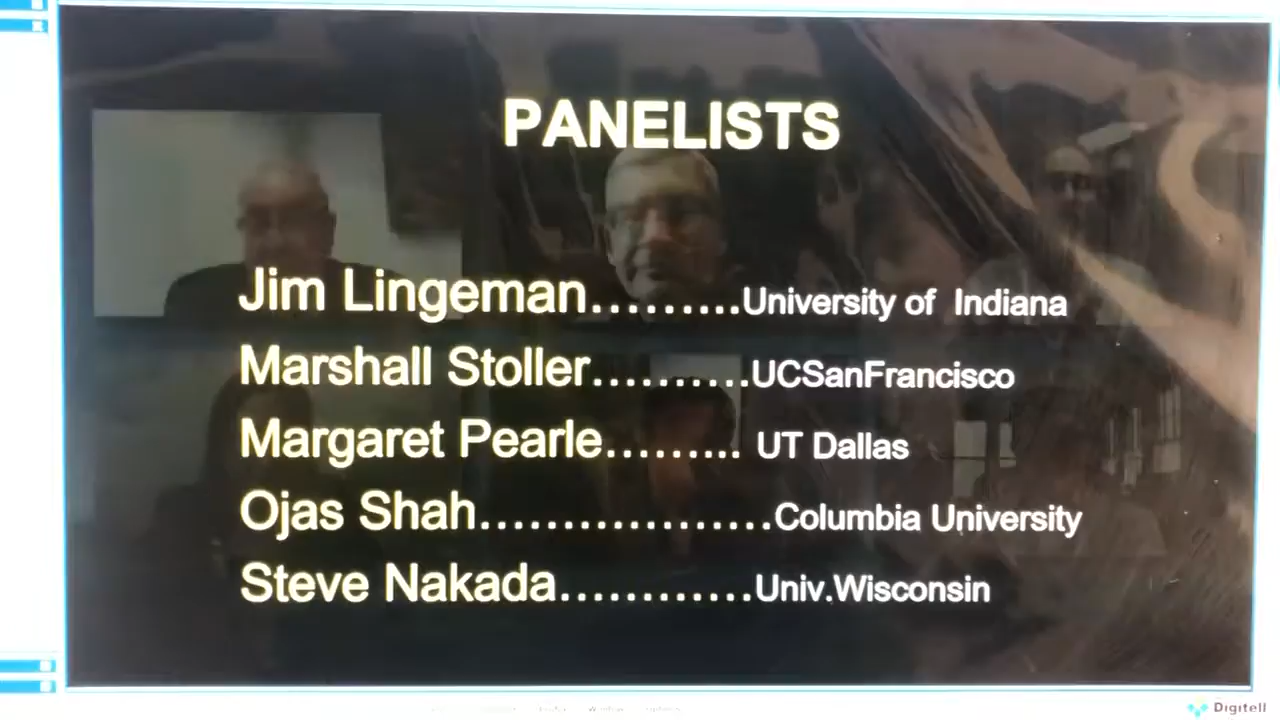 PANELISTS
Jim Lingeman.........University of Indiana
Marshall Stoller..........UCSanFrancisco
Margaret Pearle......... UT Dallas
Ojas Shah..................Columbia University
Steve Nakada............Univ.Wisconsin
Digitell